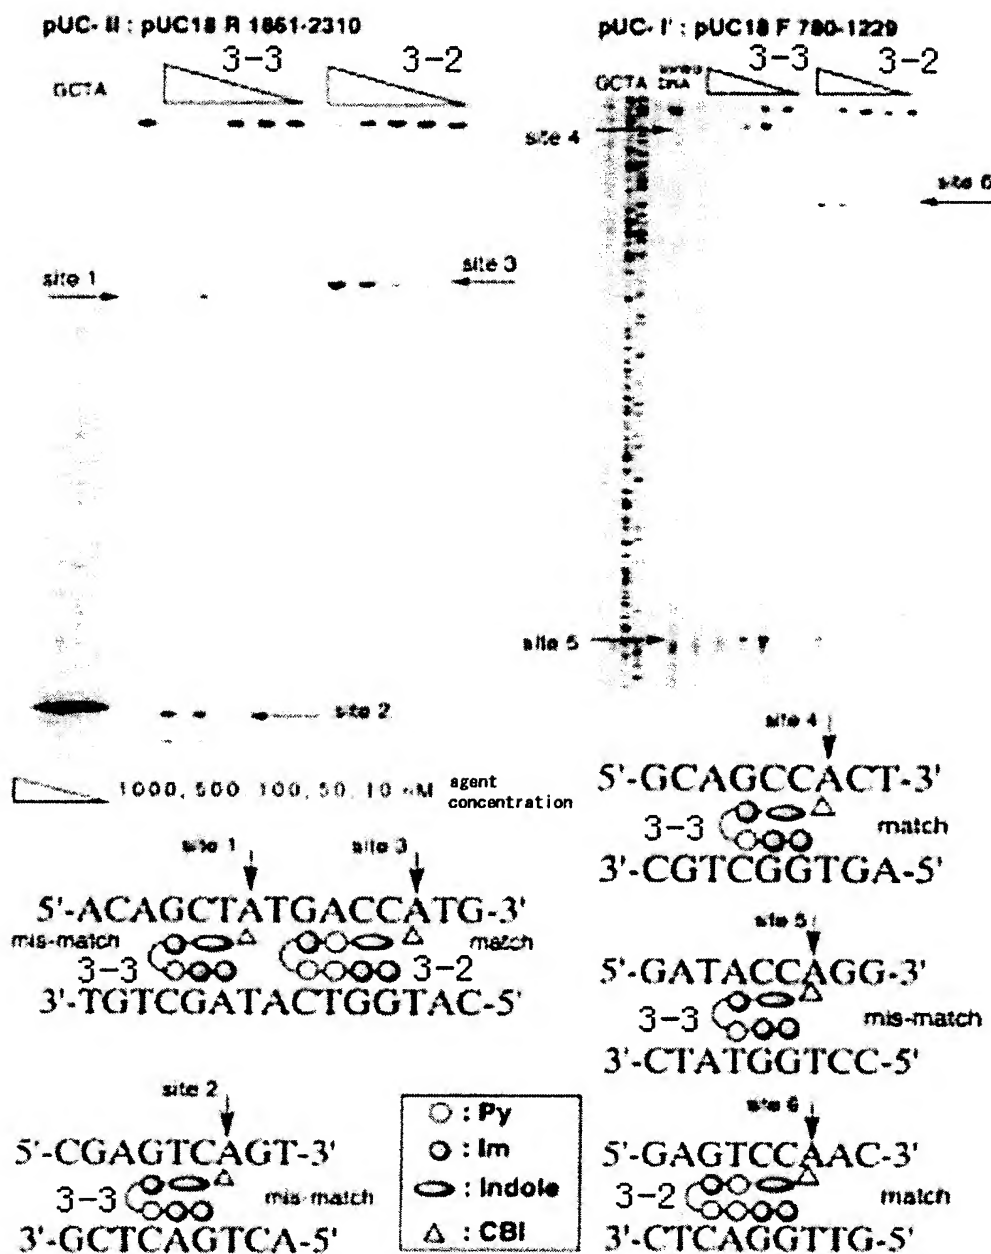 pUC- II : pUC18 R 1861-2310
3-3
3-2
GCTA
site 1
site 3
site 2
1000, 500 100, 50, 10 nM agent
concentration
site 1
site 3
5'-ACAGCTATGACCATG-3'
mis-match
match
3-3
3-2
3'-TGTCGATACTGGTAC-5'
site 2
5'-CGAGTCAGT-3'
3-3
mis-match
3'-GCTCAGTCA-5'
: Py
: Im
: Indole
: CBI
pUC- I' : pUC18 F 780-1229
3-3
3-2
GCTA
DNA
site 4
site 6
site 5
site 4
5'-GCAGCCACT-3'
3-3
match
3'-CGTCGGTGA-5'
site 5
5'-GATACCAGG-3'
3-3
mis-match
3'-CTATGGTCC-5'
site 6
5'-GAGTCCAAC-3'
3-2
match
3'-CTCAGGTTG-5'